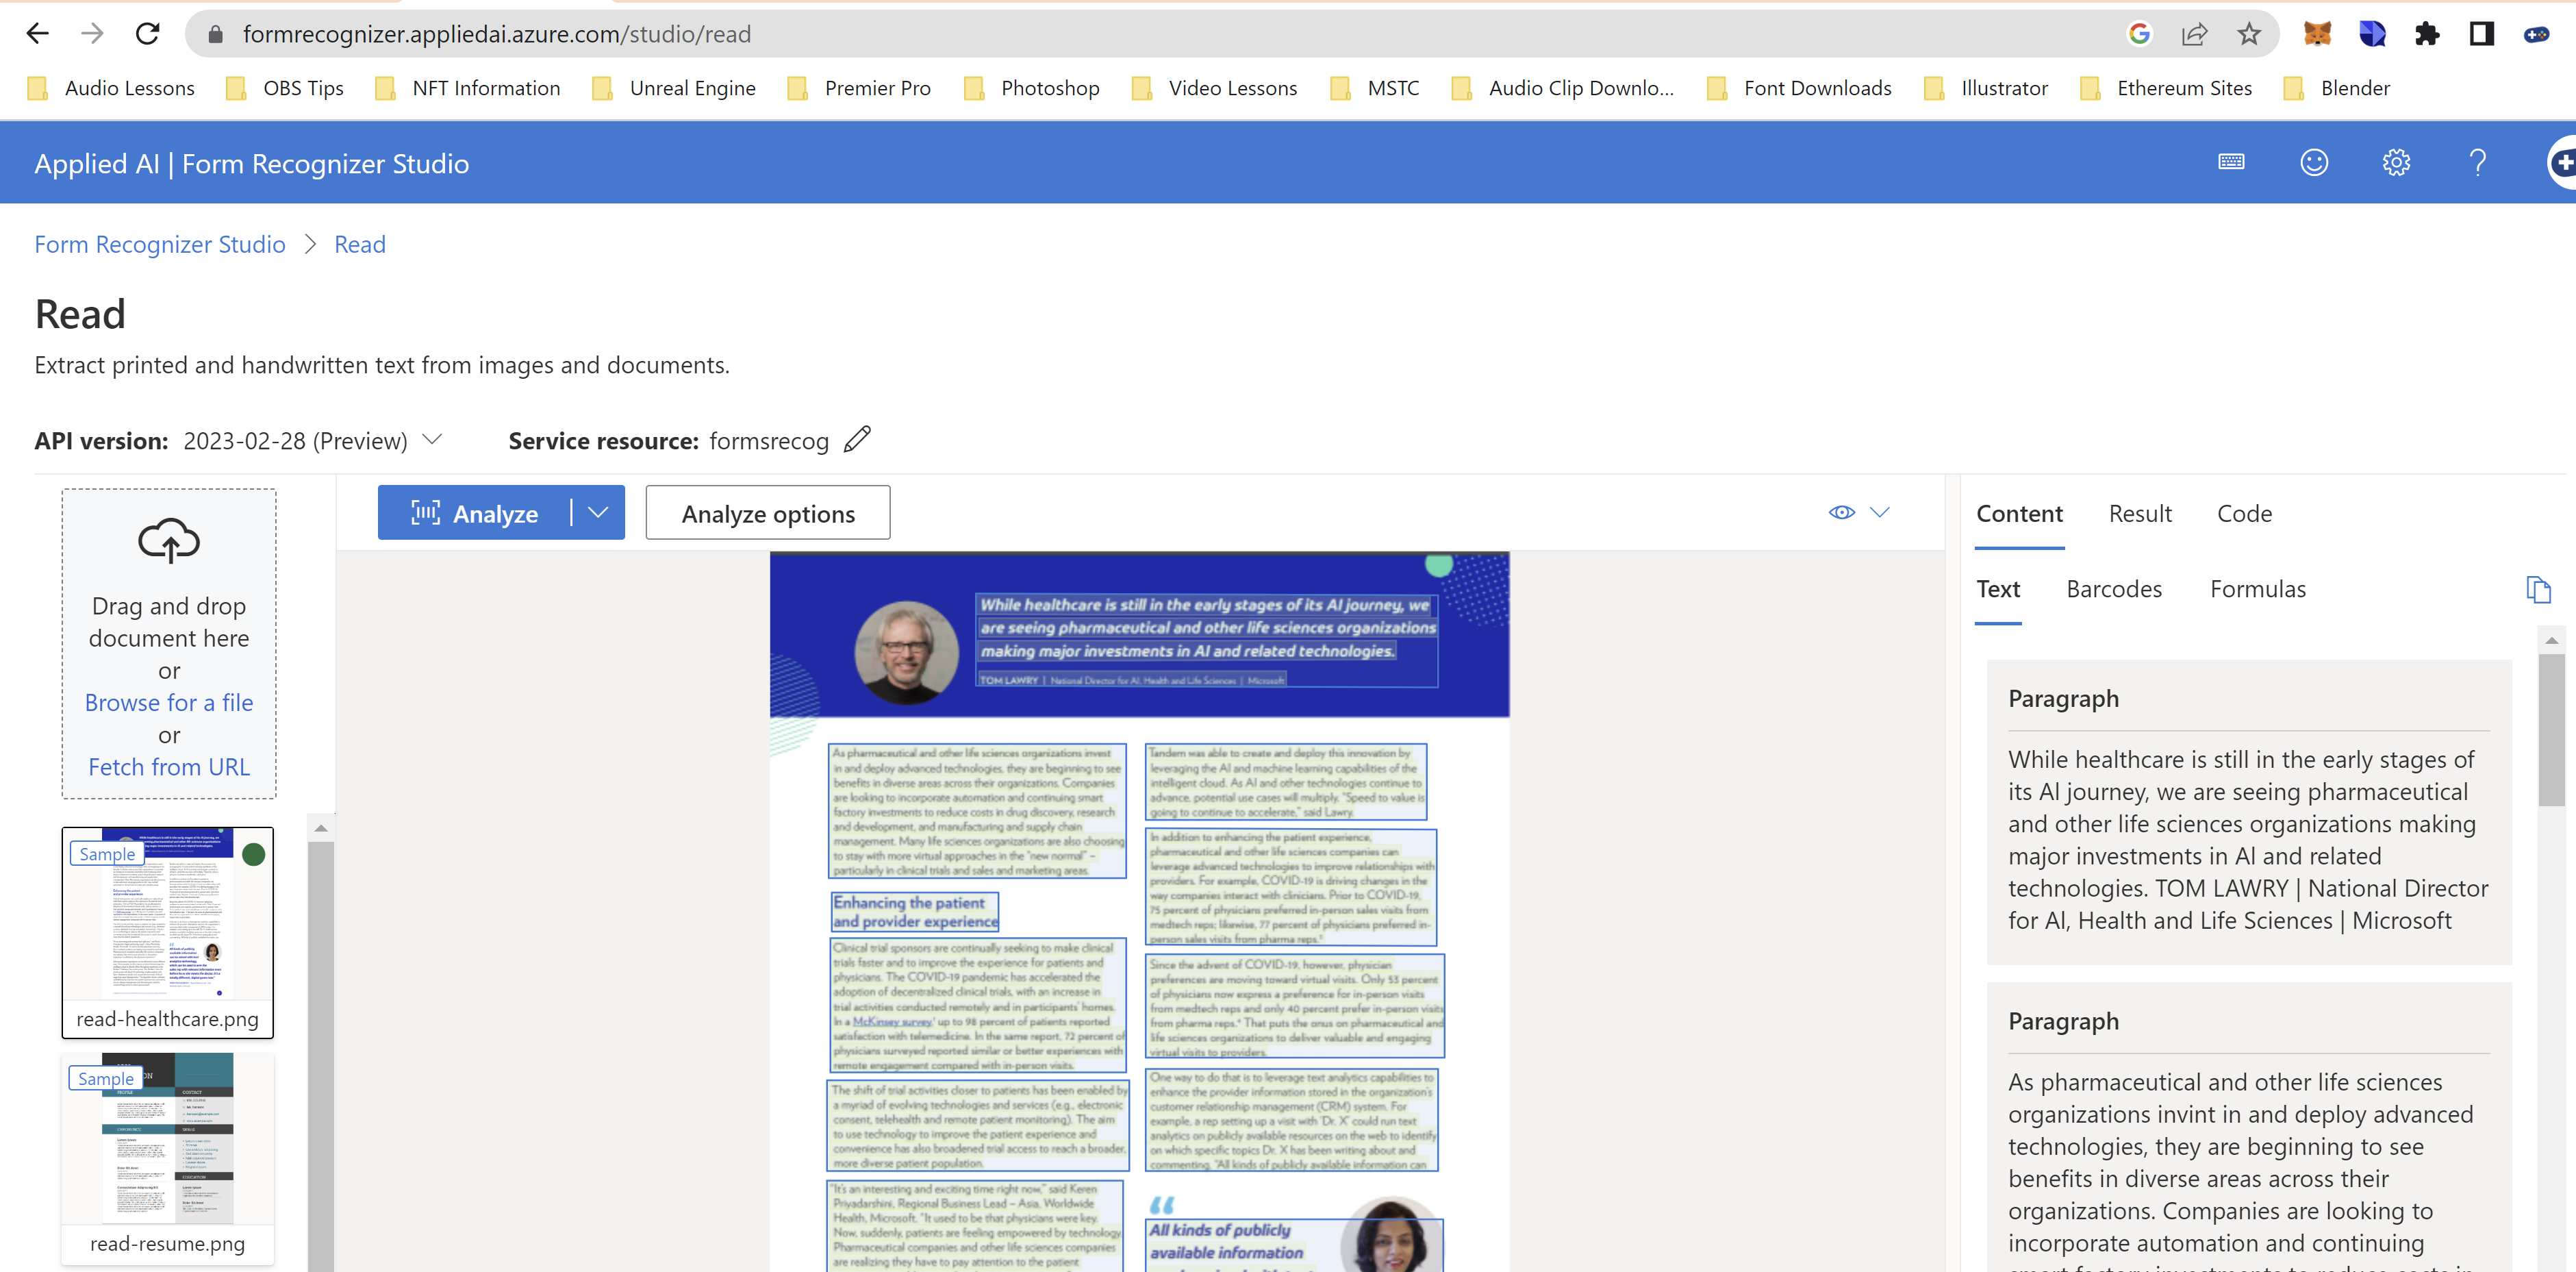 formrecognizer.appliedai.azure.com/studio/read
Audio Lessons
OBS Tips
NFT Information
Unreal Engine
Premier Pro
Photoshop
Video Lessons
MSTC
Audio Clip Downlo...
Font Downloads
Illustrator
Ethereum Sites
Blender
Applied AI | Form Recognizer Studio
Form Recognizer Studio > Read
Read
Extract printed and handwritten text from images and documents.
API version: 2023-02-28 (Preview)
Service resource: formsrecog
Drag and drop
document here
or
Browse for a file
or
Fetch from URL
Sample
read-healthcare.png
Sample
read-resume.png
Analyze
Analyze options
While healthcare is still in the early stages of its AI journey, we
are seeing pharmaceutical and other life sciences organizations
making major investments in AI and related technologies.
TOM LAWRY | National Director for AI, Health and Life Sciences | Microsoft
As pharmaceutical and other life sciences organizations invest
in and deploy advanced technologies, they are beginning to see
benefits in diverse areas across their organizations. Companies
are looking to incorporate automation and continuing smart
factory investments to reduce costs in drug discovery, research
and development, and manufacturing and supply chain
management. Many life sciences organizations are also choosing
to stay with more virtual approaches in the "new normal" –
particularly in clinical trials and sales and marketing areas.
Enhancing the patient
and provider experience
Clinical trial sponsors are continually seeking to make clinical
trials faster and to improve the experience for patients and
physicians. The COVID-19 pandemic has accelerated the
adoption of decentralized clinical trials, with an increase in
trial activities conducted remotely and in participants' homes.
In a McKinsey survey,¹ up to 98 percent of patients reported
satisfaction with telemedicine. In the same report, 72 percent of
physicians surveyed reported similar or better experiences with
remote engagement compared with in-person visits.
The shift of trial activities closer to patients has been enabled by
a myriad of evolving technologies and services (e.g., electronic
consent, telehealth and remote patient monitoring). The aim
to use technology to improve the patient experience and
convenience has also broadened trial access to reach a broader,
more diverse patient population.
"It's an interesting and exciting time right now," said Keren
Priyadarshini, Regional Business Lead – Asia, Worldwide
Health, Microsoft. "It used to be that physicians were key.
Now, suddenly, patients are feeling empowered by technology.
Pharmaceutical companies and other life sciences companies
are realizing they have to pay attention to the patient
Tandem was able to create and deploy this innovation by
leveraging the AI and machine learning capabilities of the
intelligent cloud. As AI and other technologies continue to
advance, potential use cases will multiply. "Speed to value is
going to continue to accelerate," said Lawry.
In addition to enhancing the patient experience,
pharmaceutical and other life sciences companies can
leverage advanced technologies to improve relationships with
providers. For example, COVID-19 is driving changes in the
way companies interact with clinicians. Prior to COVID-19,
75 percent of physicians preferred in-person sales visits from
medtech reps; likewise, 77 percent of physicians preferred in-
person sales visits from pharma reps.
Since the advent of COVID-19, however, physician
preferences are moving toward virtual visits. Only 53 percent
of physicians now express a preference for in-person visits
from medtech reps and only 40 percent prefer in-person visits
from pharma reps. That puts the onus on pharmaceutical and
life sciences organizations to deliver valuable and engaging
virtual visits to providers.
One way to do that is to leverage text analytics capabilities to
enhance the provider information stored in the organization's
customer relationship management (CRM) system. For
example, a rep setting up a visit with 'Dr. X' could run text
analytics on publicly available resources on the web to identify
on which specific topics Dr. X has been writing about and
commenting. "All kinds of publicly available information can
“
All kinds of publicly
available information
Content
Result
Code
Text
Barcodes
Formulas
Paragraph
While healthcare is still in the early stages of
its Al journey, we are seeing pharmaceutical
and other life sciences organizations making
major investments in Al and related
technologies. TOM LAWRY | National Director
for Al, Health and Life Sciences | Microsoft
Paragraph
As pharmaceutical and other life sciences
organizations invint in and deploy advanced
technologies, they are beginning to see
benefits in diverse areas across their
organizations. Companies are looking to
incorporate automation and continuing